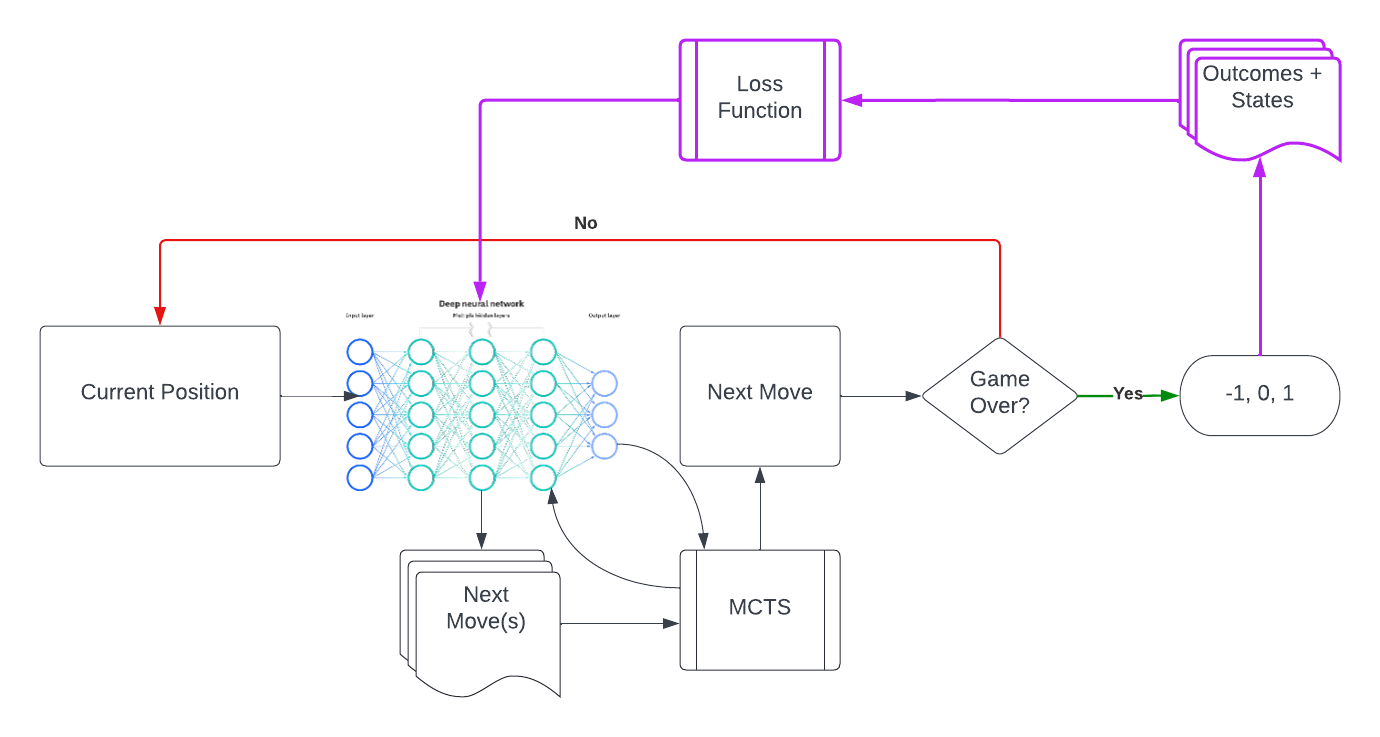 Loss
Function
Outcomes +
States
No
Deep neural network
Input layer
Multiple hidden layers
Output layer
Current Position
Next Move
Game
Over?
Yes
-1, 0, 1
Next
Move(s)
MCTS